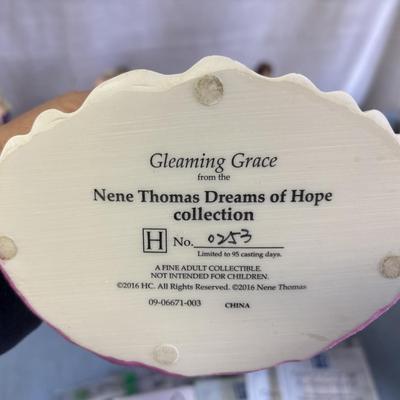 Gleaming Grace
from the
Nene Thomas Dreams of Hope
collection
H No. 0253
Limited to 95 casting days.
A FINE ADULT COLLECTIBLE.
NOT INTENDED FOR CHILDREN.
©2016 HC. All Rights Reserved. ©2016 Nene Thomas
09-06671-003 CHINA